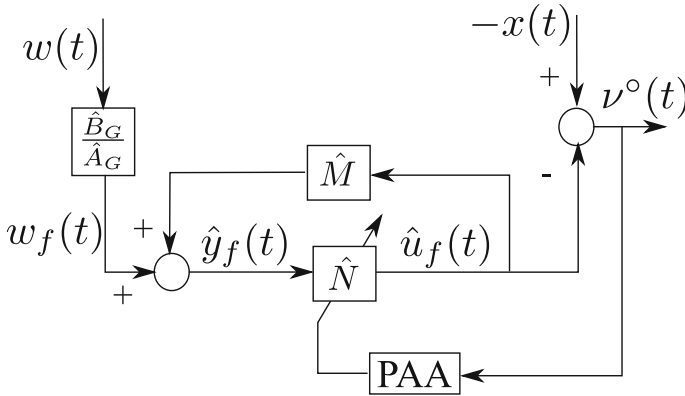 w(t)
−x(t)
+
ν°(t)
B̂_G
Â_G
M̂
-
w_f(t)
+
ŷ_f(t)
û_f(t)
N̂
+
PAA